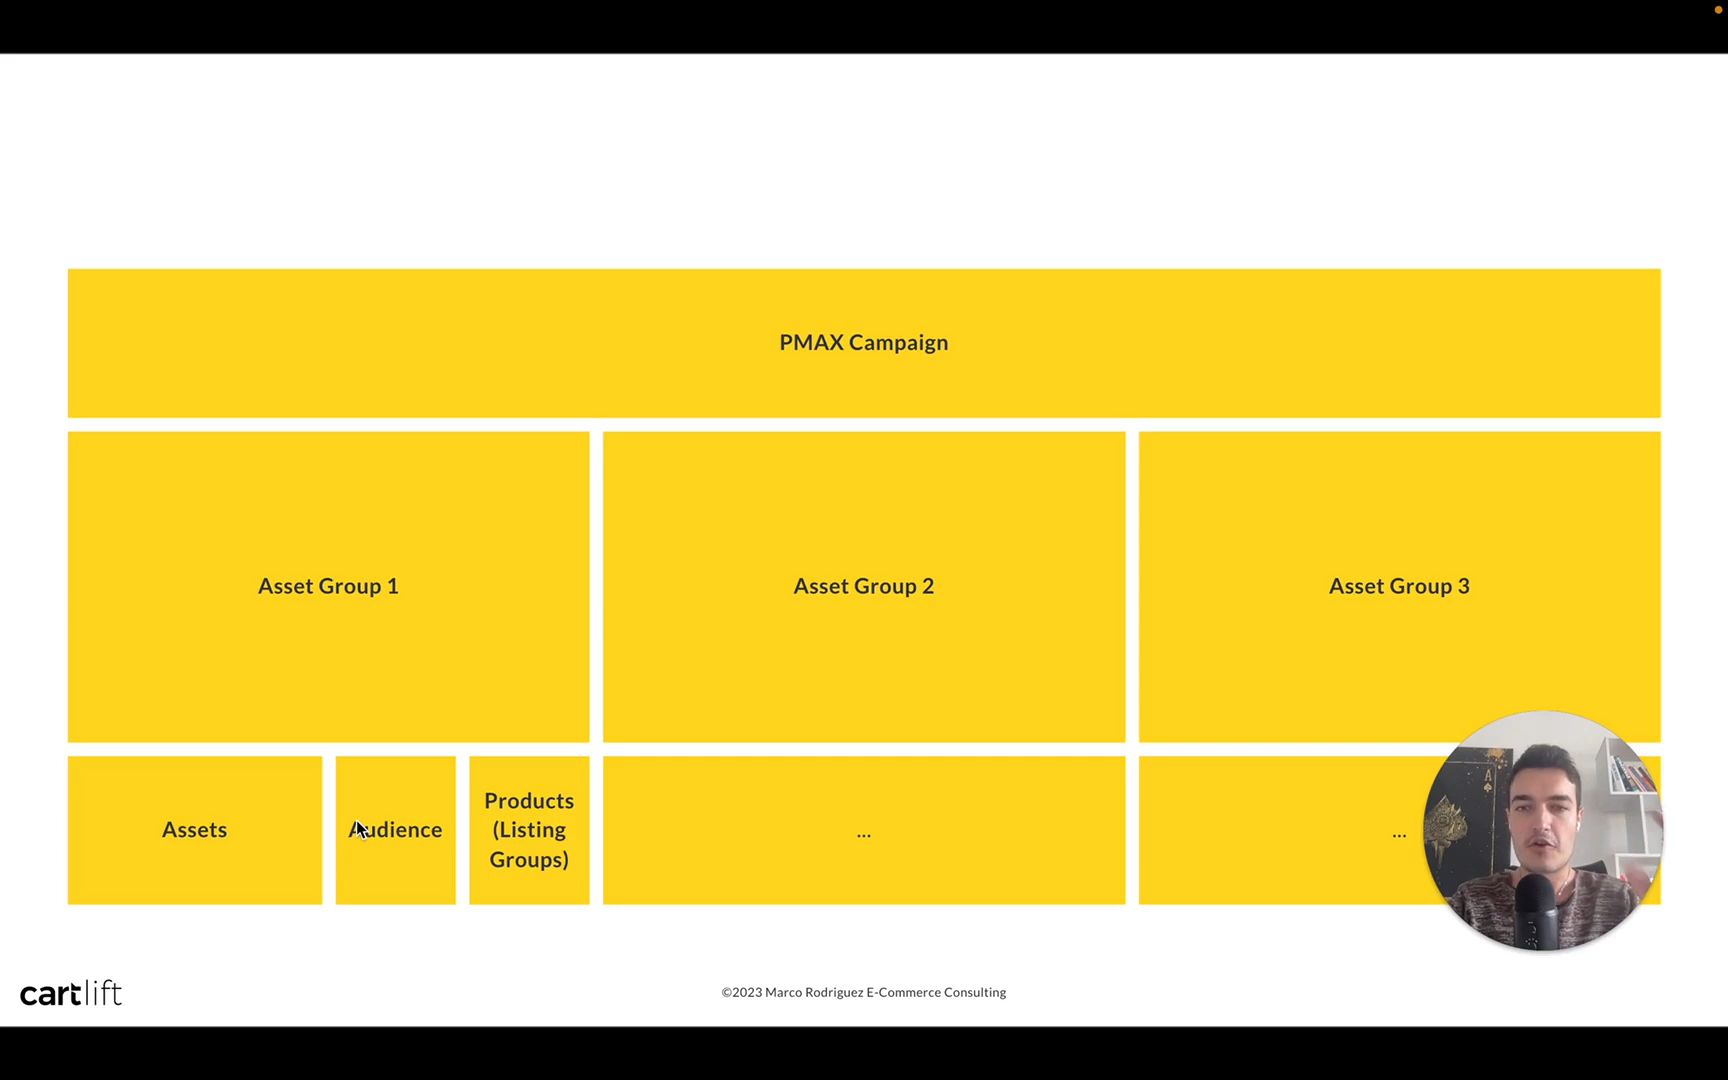 PMAX Campaign
Asset Group 1
Asset Group 2
Asset Group 3
Assets
Audience
Products
(Listing
Groups)
...
...
A
cartlift
©2023 Marco Rodriguez E-Commerce Consulting